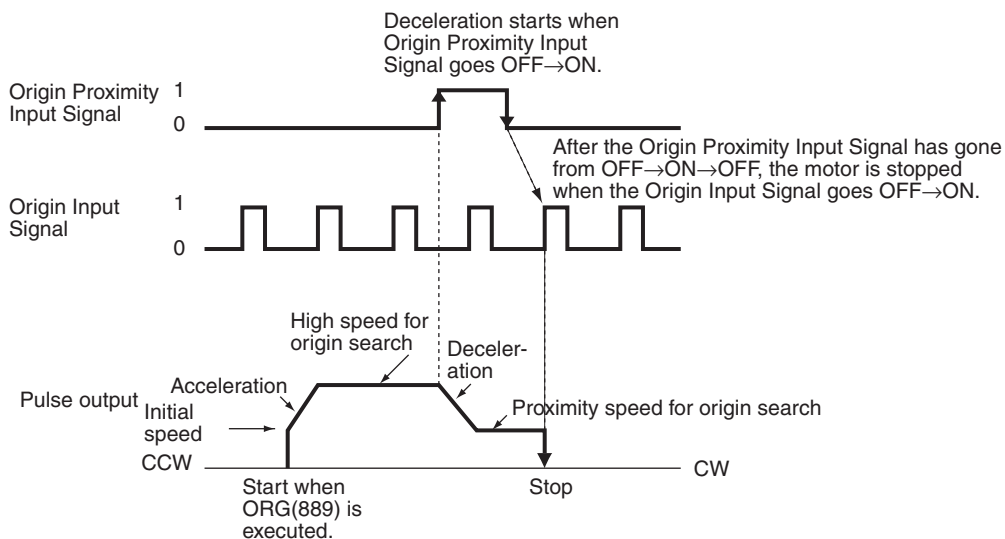 Deceleration starts when
Origin Proximity Input
Signal goes OFF→ON.
Origin Proximity
Input Signal
1
0
After the Origin Proximity Input Signal has gone
from OFF→ON→OFF, the motor is stopped
when the Origin Input Signal goes OFF→ON.
Origin Input
Signal
1
0
High speed for
origin search
Deceler-
ation
Acceleration
Pulse output
Initial
speed
Proximity speed for origin search
CCW
CW
Start when
ORG(889) is
executed.
Stop